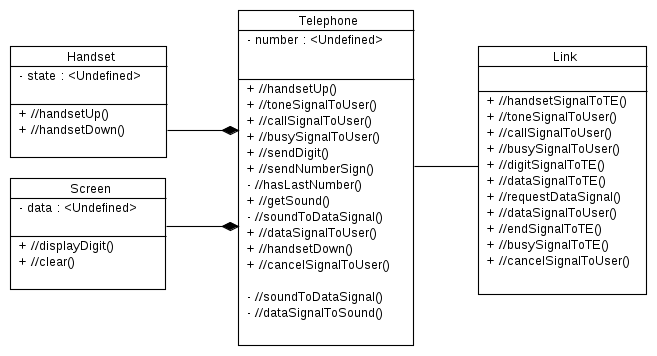 Handset
- state : <Undefined>
+ //handsetUp()
+ //handsetDown()
Screen
- data : <Undefined>
+ //displayDigit()
+ //clear()
Telephone
- number : <Undefined>
+ //handsetUp()
+ //toneSignalToUser()
+ //callSignalToUser()
+ //busySignalToUser()
+ //sendDigit()
+ //sendNumberSign()
- //hasLastNumber()
+ //getSound()
- //soundToDataSignal()
+ //dataSignalToUser()
+ //handsetDown()
+ //cancelSignalToUser()
- //soundToDataSignal()
- //dataSignalToSound()
Link
+ //handsetSignalToTE()
+ //toneSignalToUser()
+ //callSignalToUser()
+ //busySignalToUser()
+ //digitSignalToTE()
+ //dataSignalToTE()
+ //requestDataSignal()
+ //dataSignalToUser()
+ //endSignalToTE()
+ //busySignalToTE()
+ //cancelSignalToUser()